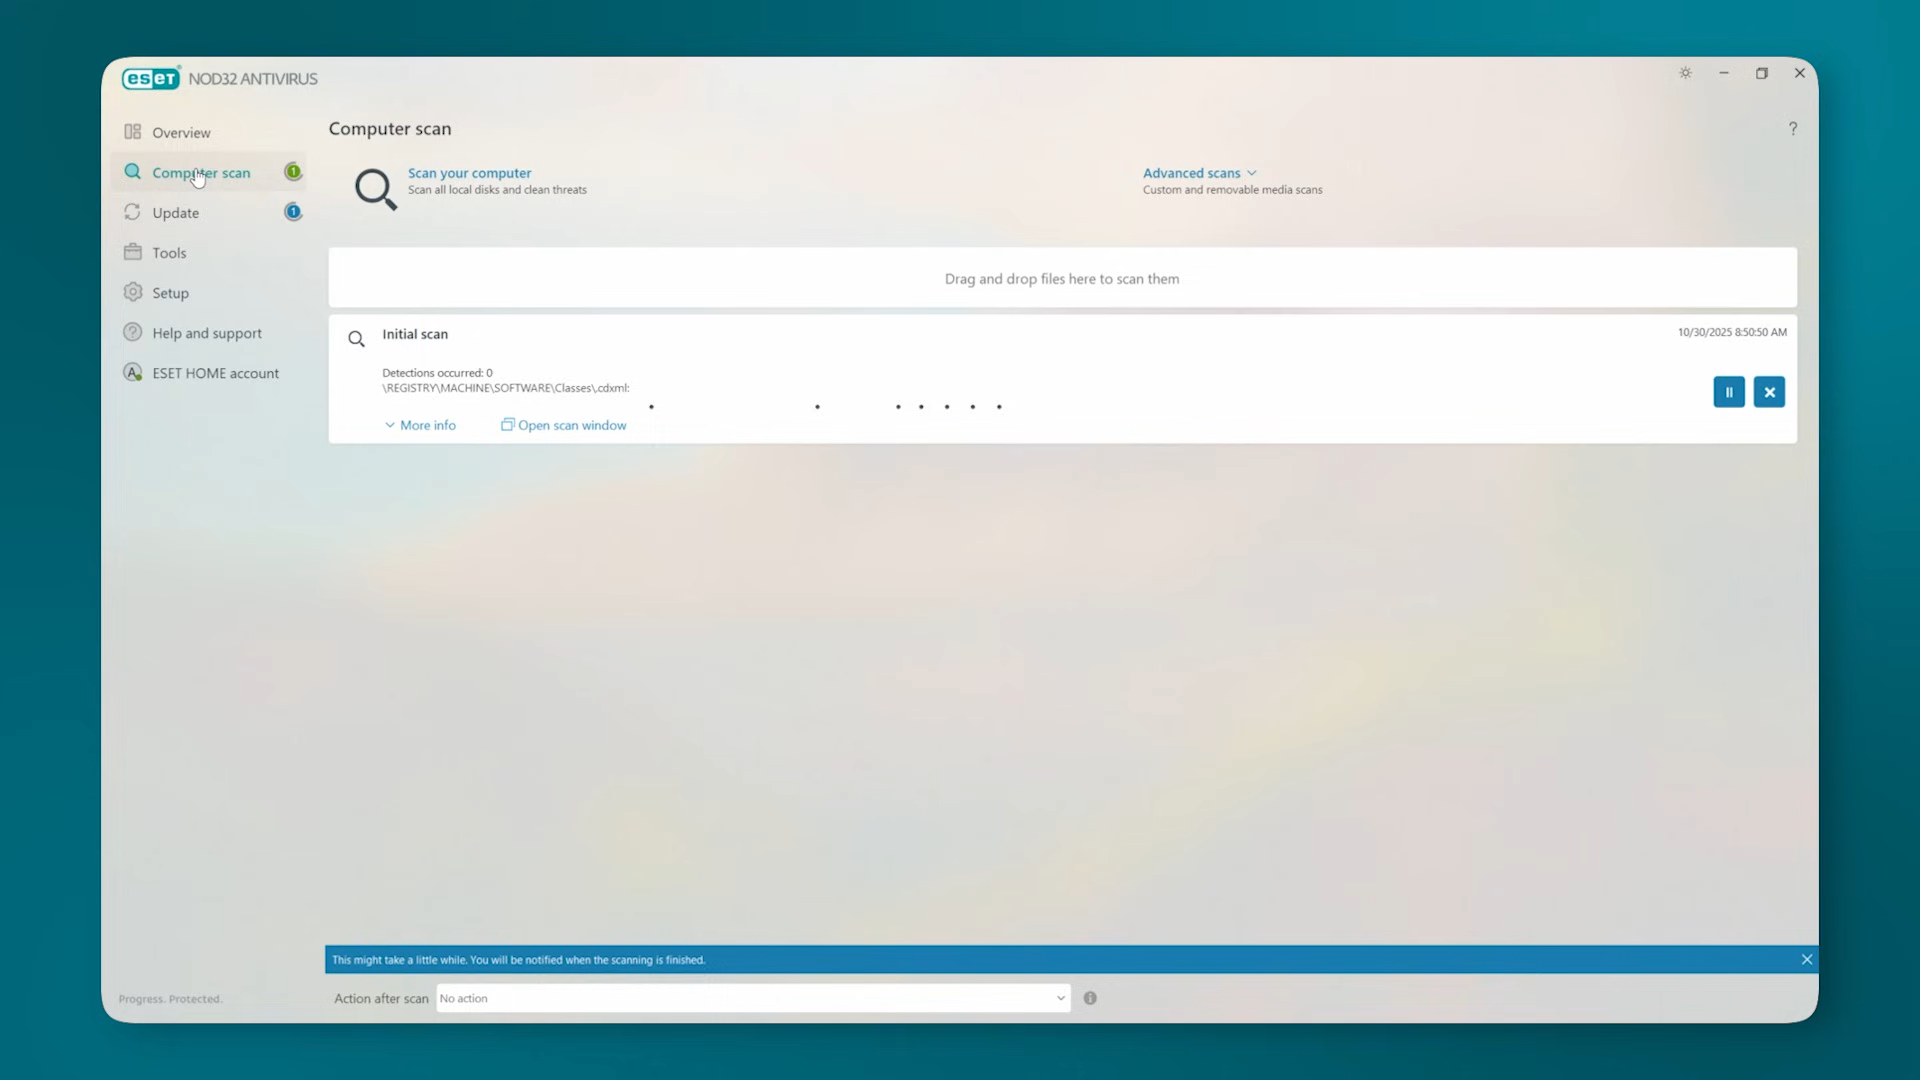 eseT NOD32 ANTIVIRUS
Overview
Computer scan 1
Update 1
Tools
Setup
Help and support
A ESET HOME account
Progress. Protected.
Computer scan
?
Scan your computer
Scan all local disks and clean threats
Advanced scans
Custom and removable media scans
Drag and drop files here to scan them
Initial scan
10/30/2025 8:50:50 AM
Detections occurred: 0
\REGISTRY\MACHINE\SOFTWARE\Classes\.cdxml:
More info Open scan window
This might take a little while. You will be notified when the scanning is finished.
Action after scan No action